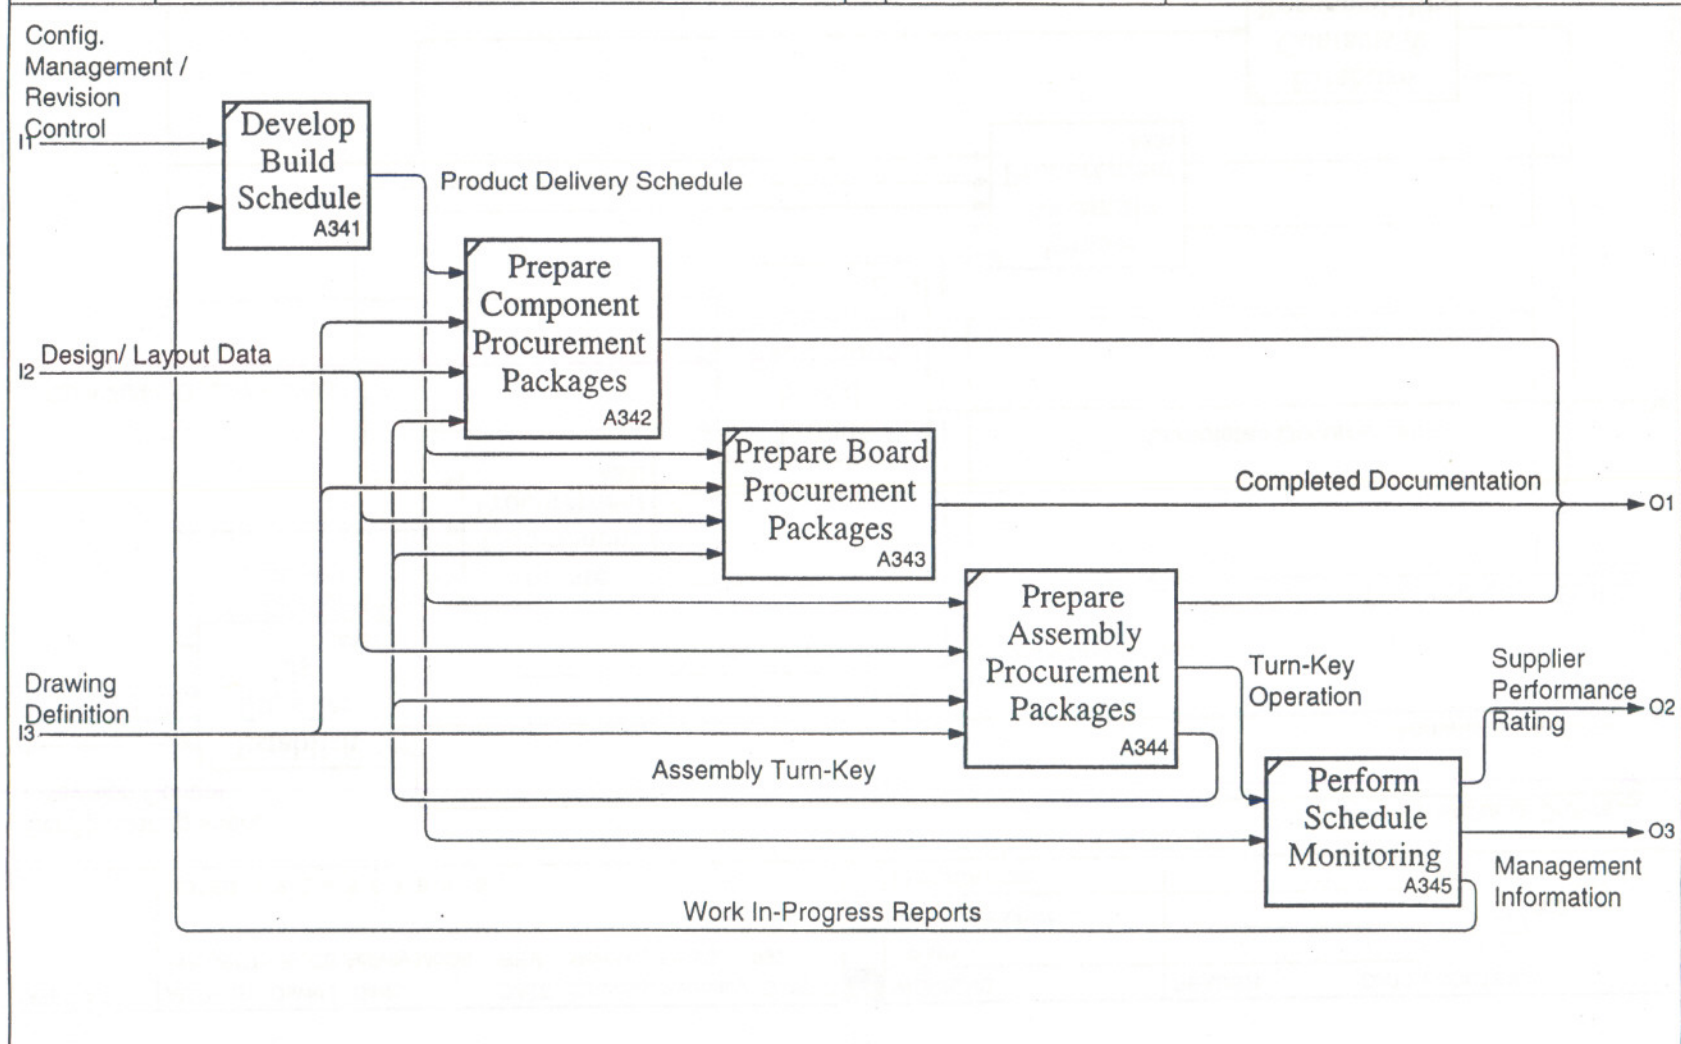 Config.
Management /
Revision
Control
I1
Develop
Build
Schedule
A341
Product Delivery Schedule
Prepare
Component
Procurement
Packages
A342
Design/ Layout Data
I2
Prepare Board
Procurement
Packages
A343
Completed Documentation
O1
Prepare
Assembly
Procurement
Packages
A344
Turn-Key
Operation
Supplier
Performance
Rating
O2
Drawing
Definition
I3
Assembly Turn-Key
Perform
Schedule
Monitoring
A345
O3
Management
Information
Work In-Progress Reports